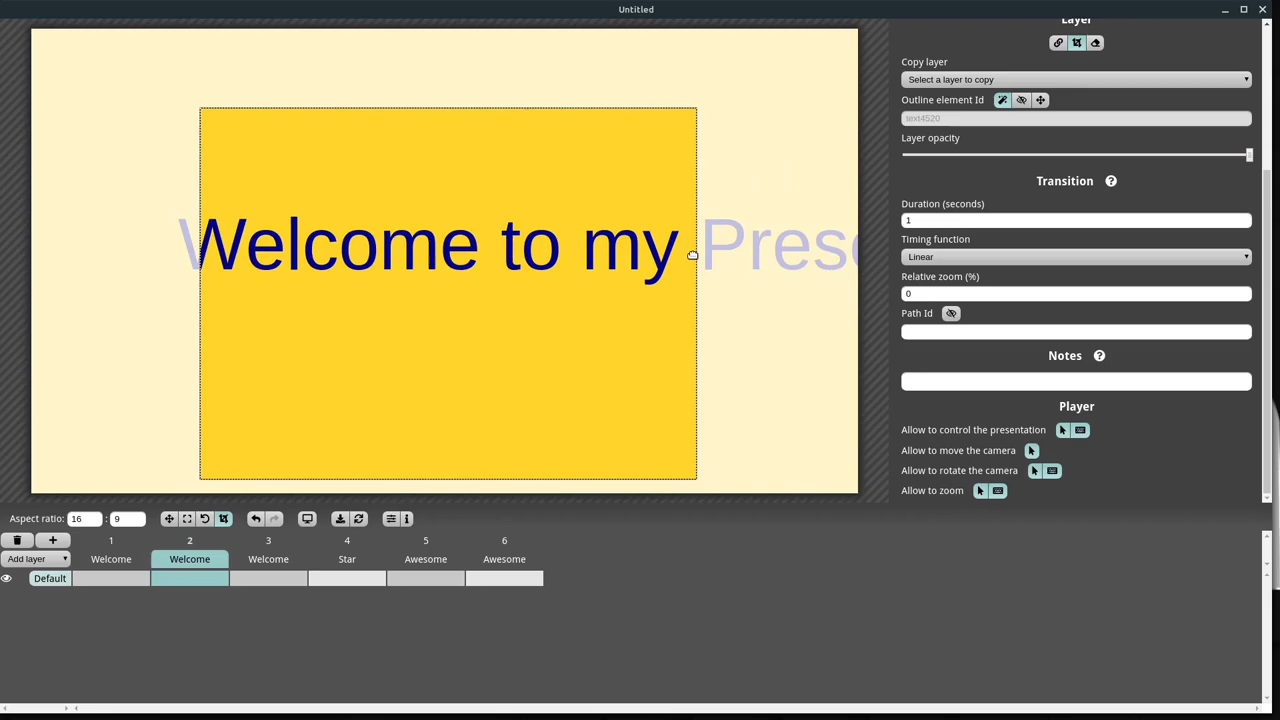 Untitled
Welcome to my Prese
Layer
Copy layer
Select a layer to copy
Outline element Id
text4520
Layer opacity
Transition
Duration (seconds)
1
Timing function
Linear
Relative zoom (%)
0
Path Id
Notes
Player
Allow to control the presentation
Allow to move the camera
Allow to rotate the camera
Allow to zoom
Aspect ratio: 16 : 9
1 2 3 4 5 6
Add layer Welcome Welcome Welcome Star Awesome Awesome
Default